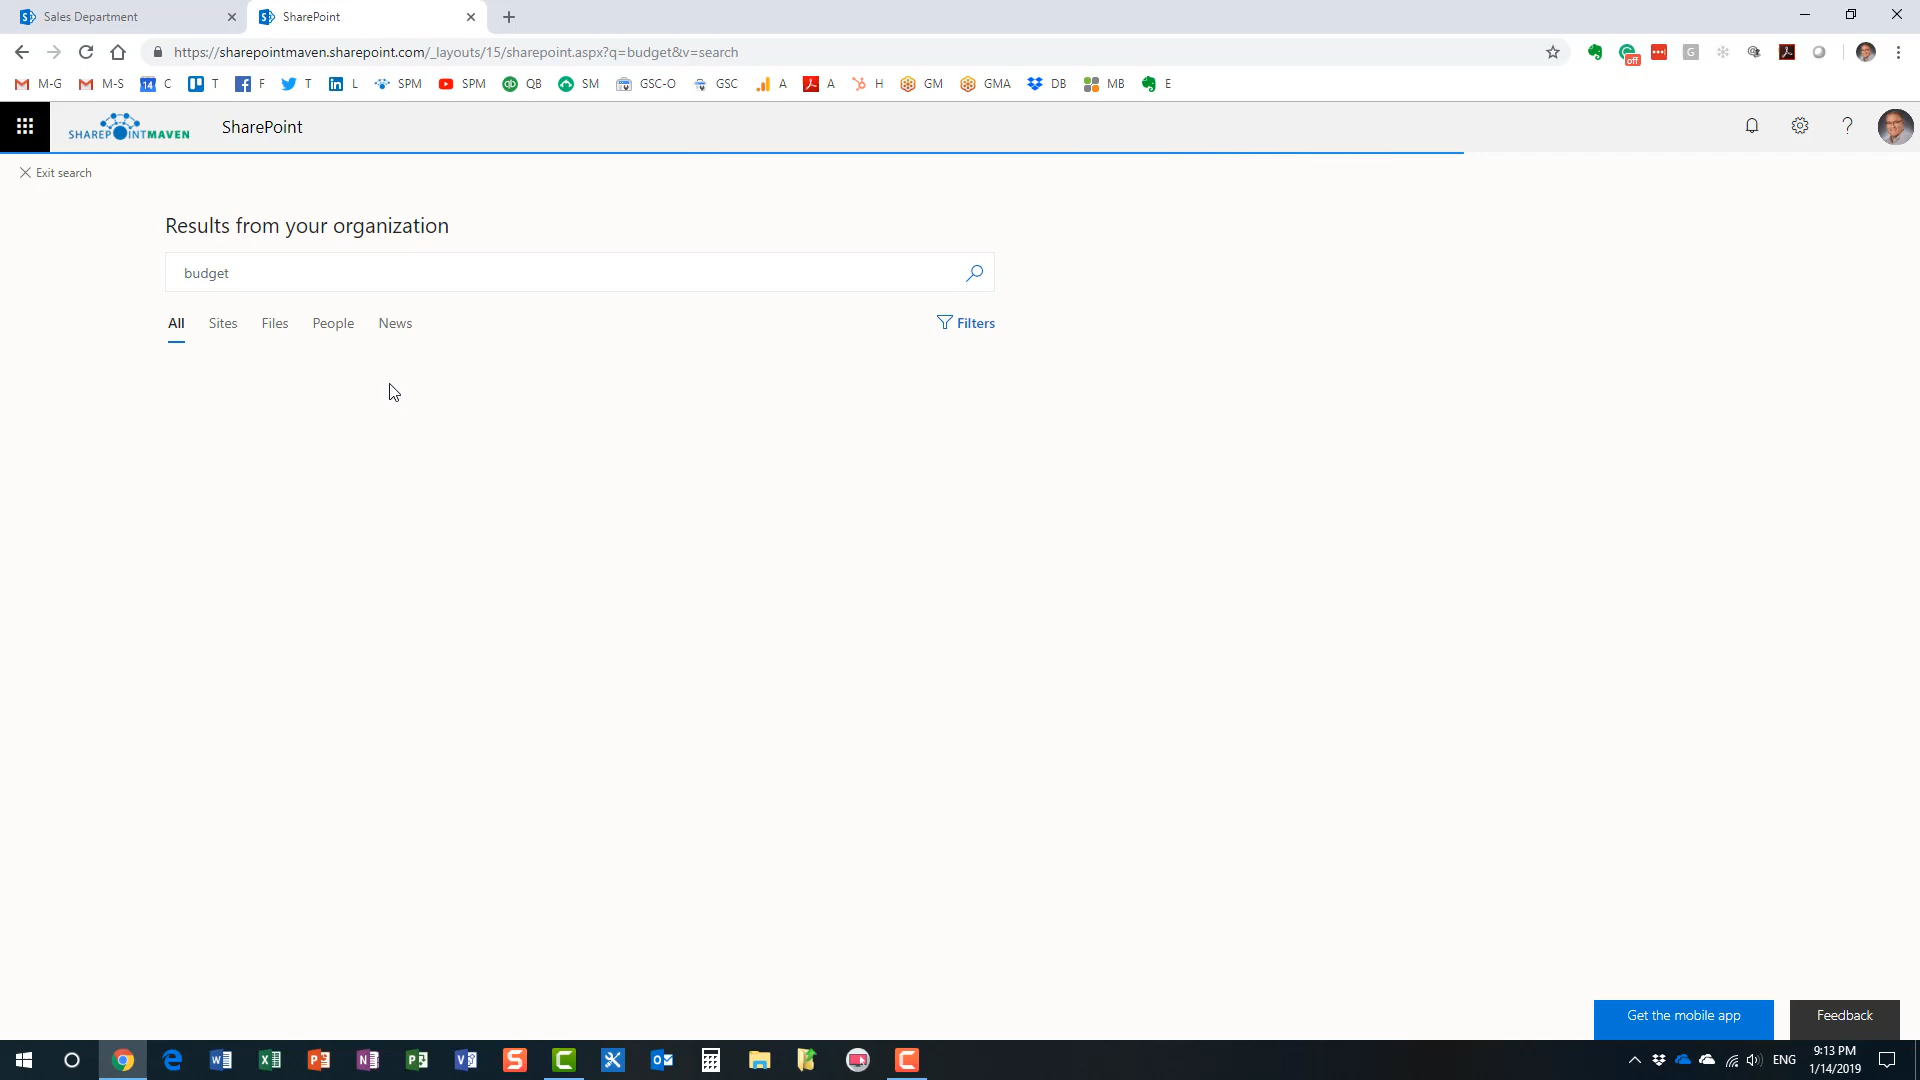 Sales Department
SharePoint
https://sharepointmaven.sharepoint.com/_layouts/15/sharepoint.aspx?q=budget&v=search
off
M-G M-S 14 C T F T L SPM SPM QB SM GSC-O GSC A A H GM GMA DB MB E
SHAREPOINTMAVEN SharePoint
Exit search
Results from your organization
budget
All Sites Files People News Filters
Get the mobile app Feedback
ENG 9:13 PM
1/14/2019